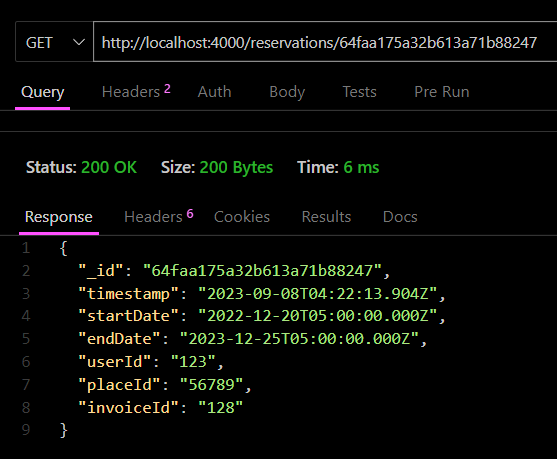 GET http://localhost:4000/reservations/64faa175a32b613a71b88247
Query Headers 2 Auth Body Tests Pre Run
Status: 200 OK Size: 200 Bytes Time: 6 ms
Response Headers 6 Cookies Results Docs
1 {
2 "_id": "64faa175a32b613a71b88247",
3 "timestamp": "2023-09-08T04:22:13.904Z",
4 "startDate": "2022-12-20T05:00:00.000Z",
5 "endDate": "2023-12-25T05:00:00.000Z",
6 "userId": "123",
7 "placeId": "56789",
8 "invoiceId": "128"
9 }